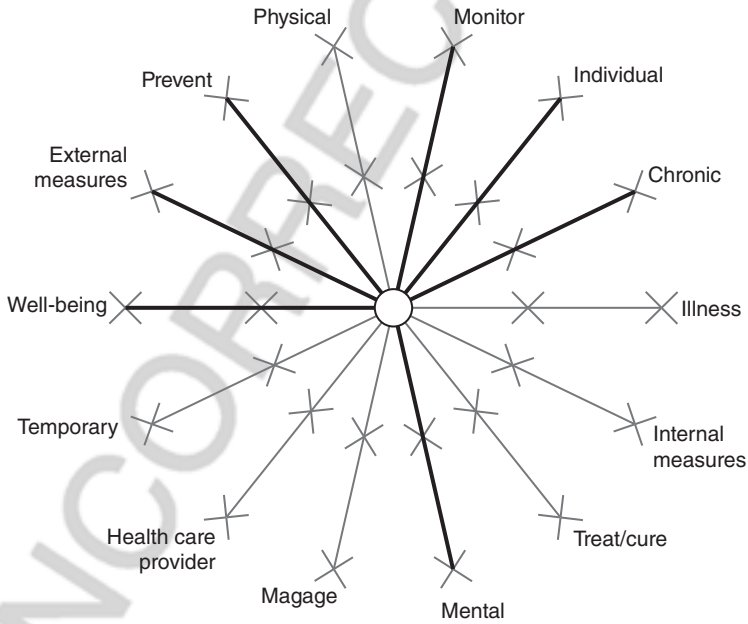 Physical
Monitor
Prevent
Individual
External
measures
Chronic
Well-being
Illness
Temporary
Internal
measures
Health care
provider
Treat/cure
Magage
Mental
NCORREC